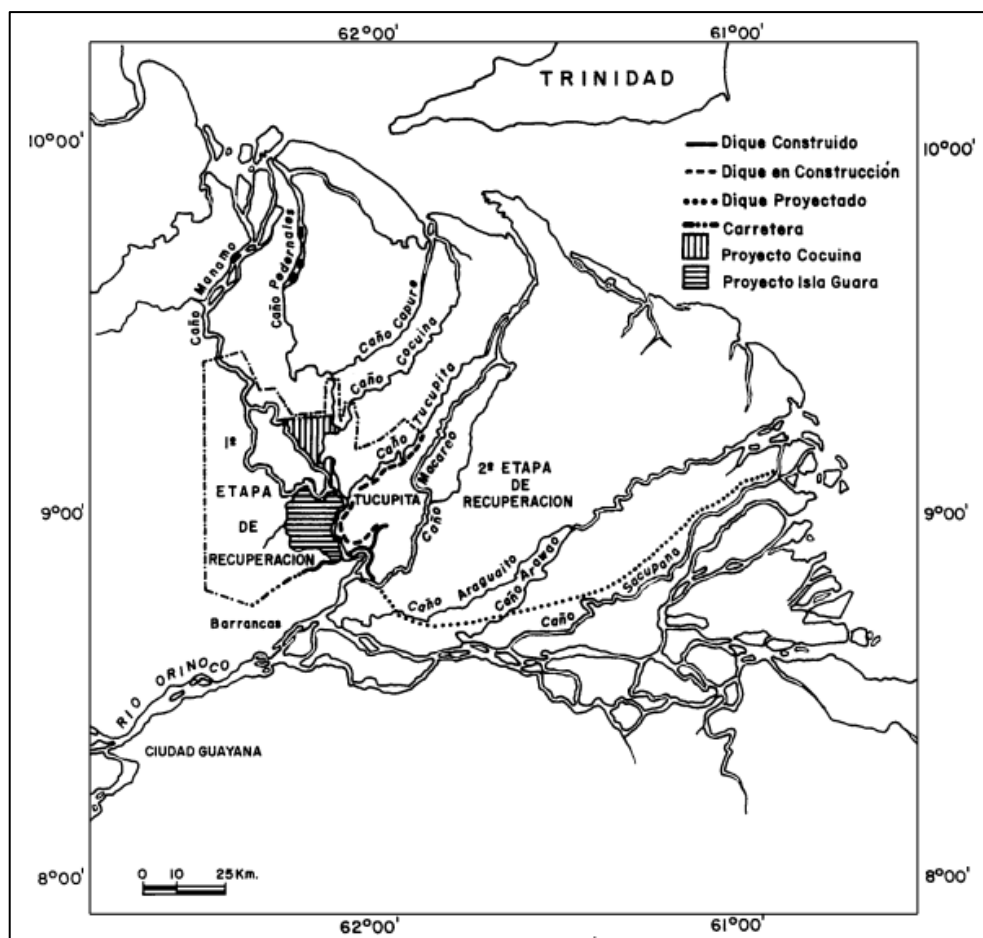 62°00'
61°00'
TRINIDAD
10°00'
10°00'
Dique Construido
Dique en Construcción
Dique Proyectado
Carretera
Proyecto Cocuina
Proyecto Isla Guara
Caño Manamo
Caño Pedernales
Caño Capure
Caño Cocuina
Caño Tucupita
Caño Macareo
1ª
ETAPA
DE
RECUPERACION
TUCUPITA
2ª ETAPA
DE
RECUPERACION
9°00'
9°00'
Caño Araguaito
Caño Arawao
Caño Sacupana
Barrancas
RIO ORINOCO
CIUDAD GUAYANA
8°00'
8°00'
0 10 25 Km.
62°00'
61°00'